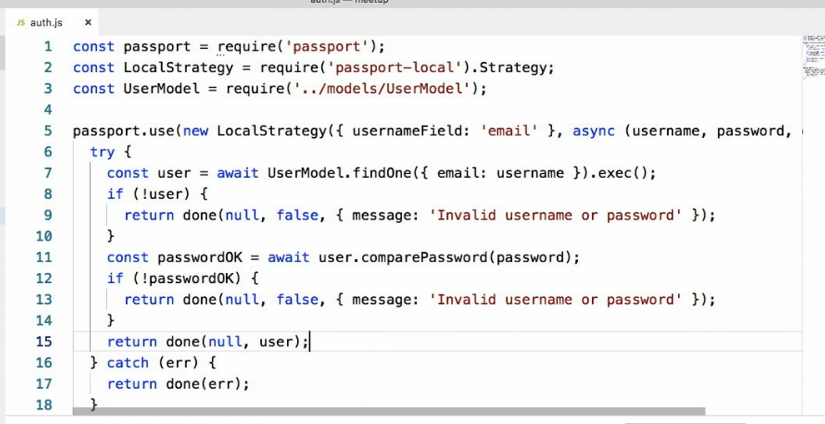 auth.js — meetup
JS auth.js ×
1 const passport = require('passport');
2 const LocalStrategy = require('passport-local').Strategy;
3 const UserModel = require('../models/UserModel');
4
5 passport.use(new LocalStrategy({ usernameField: 'email' }, async (username, password,
6 try {
7 const user = await UserModel.findOne({ email: username }).exec();
8 if (!user) {
9 return done(null, false, { message: 'Invalid username or password' });
10 }
11 const passwordOK = await user.comparePassword(password);
12 if (!passwordOK) {
13 return done(null, false, { message: 'Invalid username or password' });
14 }
15 return done(null, user);
16 } catch (err) {
17 return done(err);
18 }